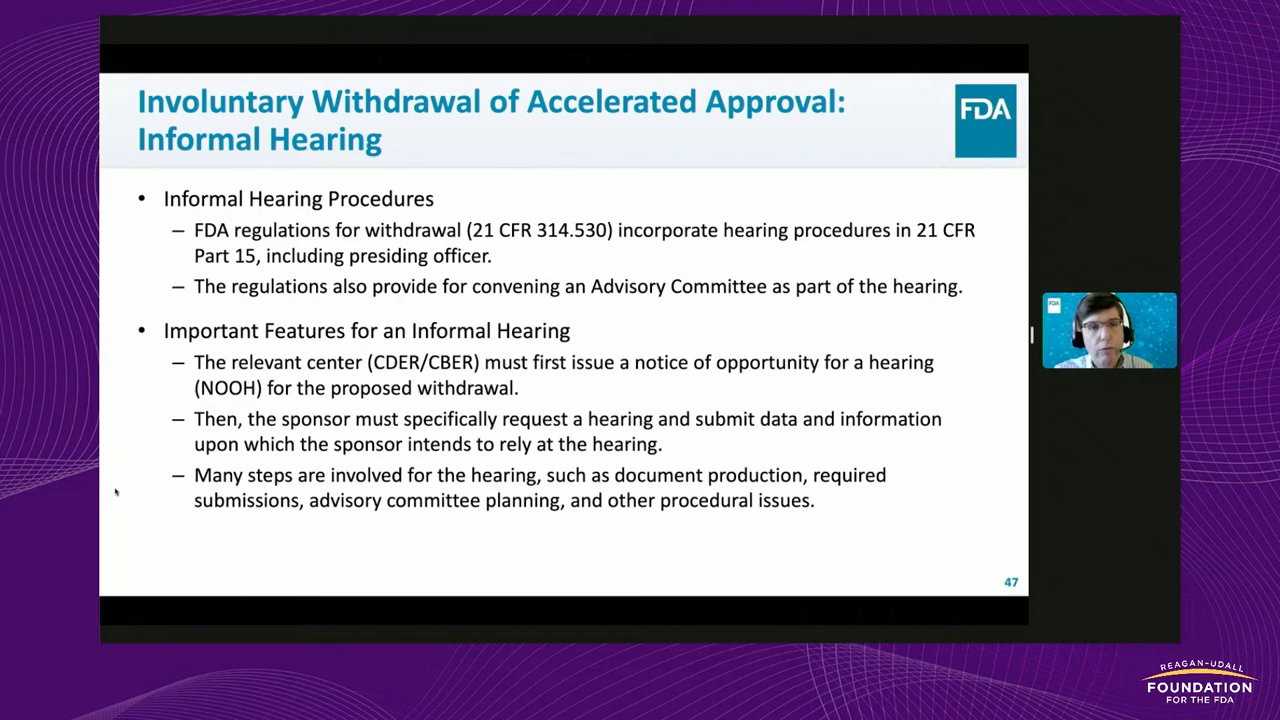 Involuntary Withdrawal of Accelerated Approval:
Informal Hearing
FDA
• Informal Hearing Procedures
– FDA regulations for withdrawal (21 CFR 314.530) incorporate hearing procedures in 21 CFR
Part 15, including presiding officer.
– The regulations also provide for convening an Advisory Committee as part of the hearing.
• Important Features for an Informal Hearing
– The relevant center (CDER/CBER) must first issue a notice of opportunity for a hearing
(NOOH) for the proposed withdrawal.
– Then, the sponsor must specifically request a hearing and submit data and information
upon which the sponsor intends to rely at the hearing.
– Many steps are involved for the hearing, such as document production, required
submissions, advisory committee planning, and other procedural issues.
47
FDA
REAGAN-UDALL
FOUNDATION
FOR THE FDA